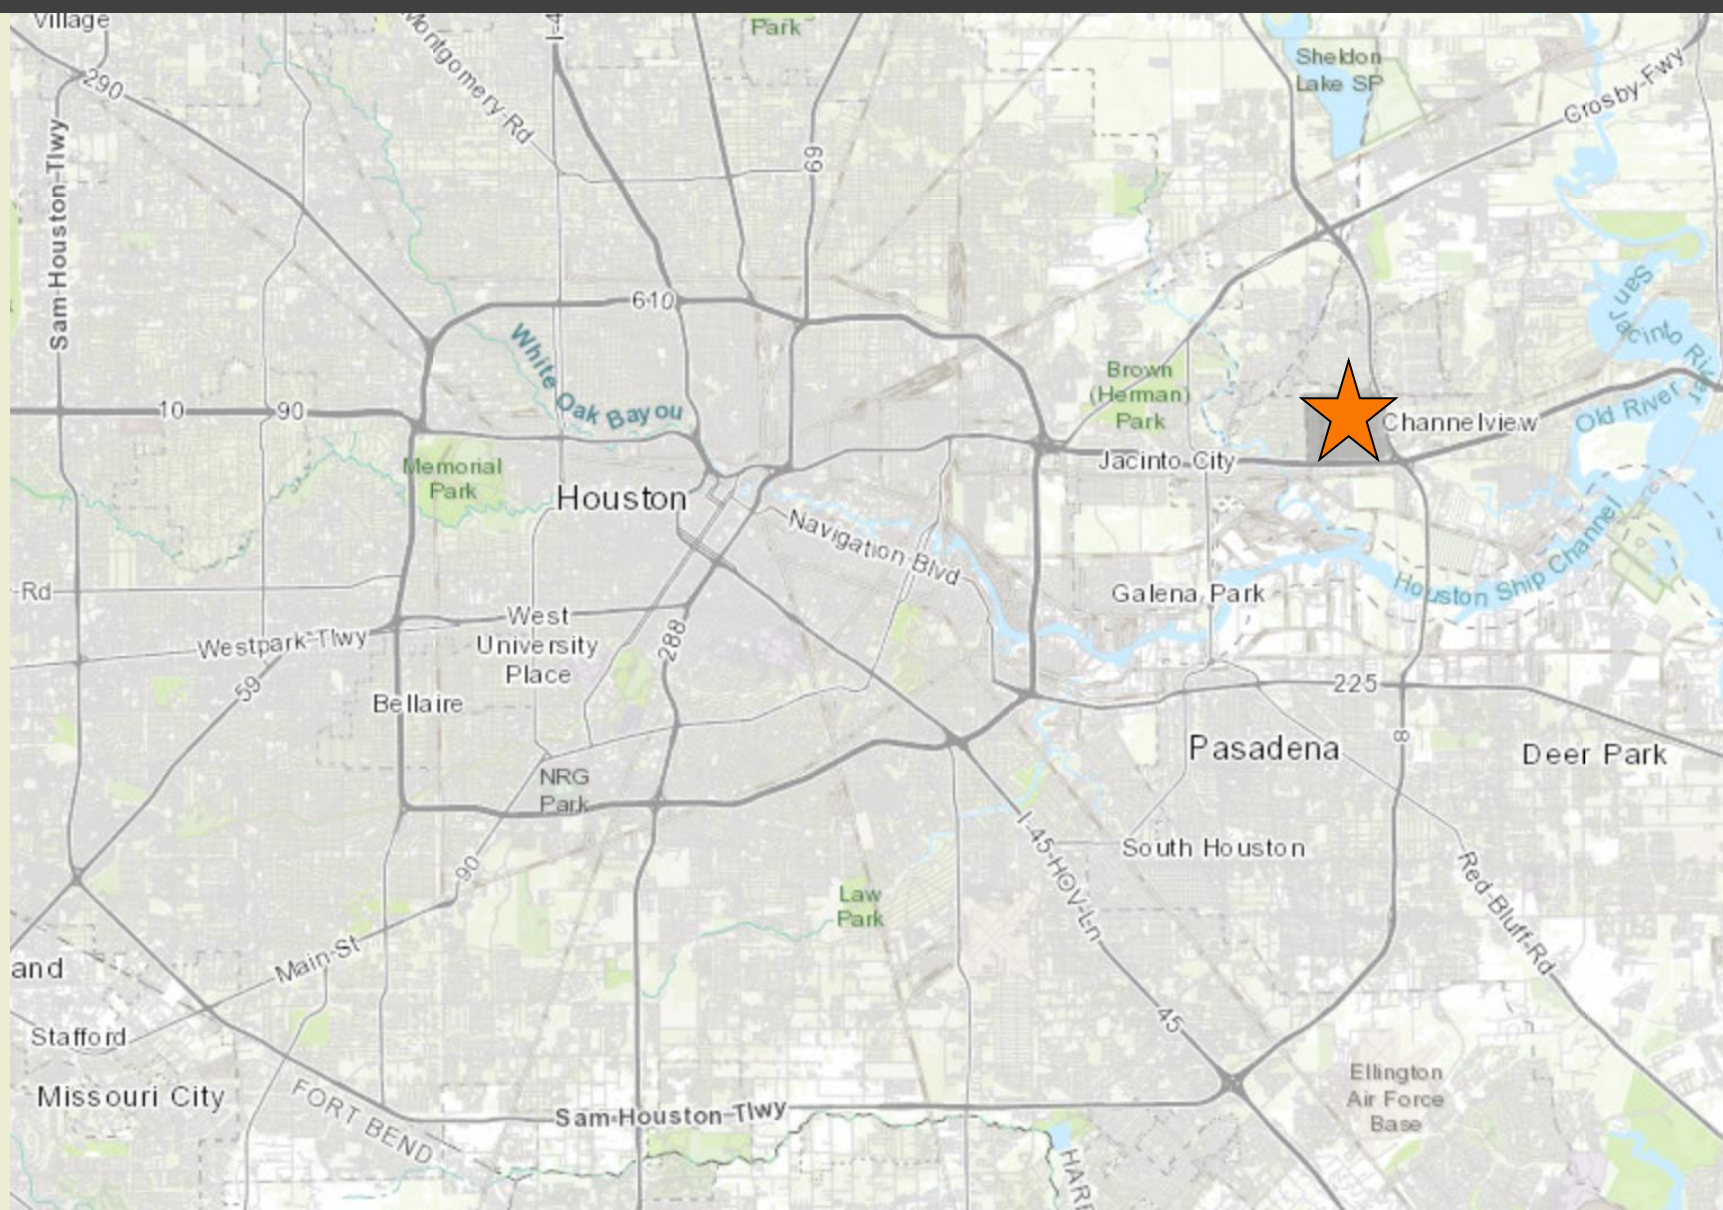 Village
Park
Sheldon
Lake SP
Montgomery-Rd
290
Crosby-Fwy
69
Sam-Houston-Tlwy
San Jacinto River
610
White Oak Bayou
Brown
(Herman)
Park
10
90
Channelview
Old River
Memorial
Park
Jacinto-City
Houston
Navigation-Blvd
Houston Ship Channel
-Rd
Galena Park
West
University
Place
Westpark-Tlwy
288
59
225
Bellaire
8
Pasadena
Deer Park
NRG
Park
I-45-HOV-Ln
South Houston
90
Red-Bluff-Rd
Law
Park
Main-St
and
45
Stafford
Ellington
Air Force
Base
Missouri City
FORT BEND
Sam-Houston-Tlwy